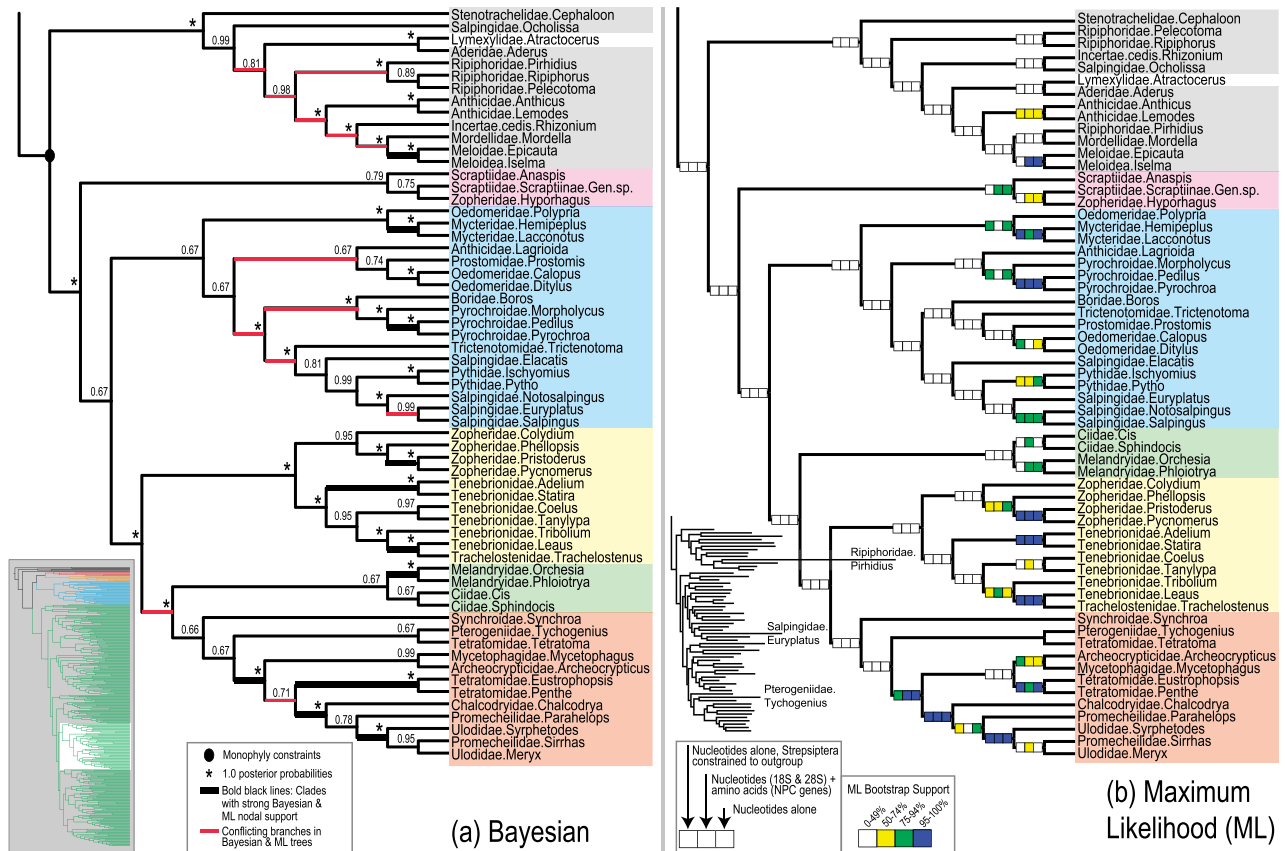 Stenotrachelidae.Cephaloon
Salpingidae.Ocholissa
Lymexylidae.Atractocerus
Aderidae.Aderus
Ripiphoridae.Pirhidius
Ripiphoridae.Ripiphorus
Ripiphoridae.Pelecotoma
Anthicidae.Anthicus
Anthicidae.Lemodes
Incertae.cedis.Rhizonium
Mordellidae.Mordella
Meloidae.Epicauta
Meloidea.Iselma
Scraptiidae.Anaspis
Scraptiidae.Scraptiinae.Gen.sp.
Zopheridae.Hyporhagus
Oedomeridae.Polypria
Mycteridae.Hemipeplus
Mycteridae.Lacconotus
Anthicidae.Lagrioida
Prostomidae.Prostomis
Oedomeridae.Calopus
Oedomeridae.Ditylus
Boridae.Boros
Pyrochroidae.Morpholycus
Pyrochroidae.Pedilus
Pyrochroidae.Pyrochroa
Trictenotomidae.Trictenotoma
Salpingidae.Elacatis
Pythidae.Ischyomius
Pythidae.Pytho
Salpingidae.Notosalpingus
Salpingidae.Euryplatus
Salpingidae.Salpingus
Zopheridae.Colydium
Zopheridae.Phellopsis
Zopheridae.Pristoderus
Zopheridae.Pycnomerus
Tenebrionidae.Adelium
Tenebrionidae.Statira
Tenebrionidae.Coelus
Tenebrionidae.Tanylypa
Tenebrionidae.Tribolium
Tenebrionidae.Leaus
Trachelostenidae.Trachelostenus
Melandryidae.Orchesia
Melandryidae.Phloiotrya
Ciidae.Cis
Ciidae.Sphindocis
Synchroidae.Synchroa
Pterogeniidae.Tychogenius
Tetratomidae.Tetratoma
Mycetophagidae.Mycetophagus
Archeocrypticidae.Archeocrypticus
Tetratomidae.Eustrophopsis
Tetratomidae.Penthe
Chalcodryidae.Chalcodrya
Promecheilidae.Parahelops
Ulodidae.Syrphetodes
Promecheilidae.Sirrhas
Ulodidae.Meryx
*
0.99
*
0.81
*
0.89
0.98
*
*
*
*
0.79
0.75
*
*
0.67
0.67
0.74
*
0.67
*
*
*
*
*
0.81
*
0.99
*
0.99
*
0.67
0.95
*
*
*
*
*
0.97
0.95
*
*
*
*
0.67
0.67
*
0.66
0.67
0.67
0.99
*
*
0.71
*
0.78
*
0.95
Monophyly constraints
* 1.0 posterior probabilities
Bold black lines: Clades
with strong Bayesian &
ML nodal support
Conflicting branches in
Bayesian & ML trees
(a) Bayesian
Stenotrachelidae.Cephaloon
Ripiphoridae.Pelecotoma
Ripiphoridae.Ripiphorus
Incertae.cedis.Rhizonium
Salpingidae.Ocholissa
Lymexylidae.Atractocerus
Aderidae.Aderus
Anthicidae.Anthicus
Anthicidae.Lemodes
Ripiphoridae.Pirhidius
Mordellidae.Mordella
Meloidae.Epicauta
Meloidea.Iselma
Scraptiidae.Anaspis
Scraptiidae.Scraptiinae.Gen.sp.
Zopheridae.Hyporhagus
Oedomeridae.Polypria
Mycteridae.Hemipeplus
Mycteridae.Lacconotus
Anthicidae.Lagrioida
Pyrochroidae.Morpholycus
Pyrochroidae.Pedilus
Pyrochroidae.Pyrochroa
Boridae.Boros
Trictenotomidae.Trictenotoma
Prostomidae.Prostomis
Oedomeridae.Calopus
Oedomeridae.Ditylus
Salpingidae.Elacatis
Pythidae.Ischyomius
Pythidae.Pytho
Salpingidae.Euryplatus
Salpingidae.Notosalpingus
Salpingidae.Salpingus
Ciidae.Cis
Ciidae.Sphindocis
Melandryidae.Orchesia
Melandryidae.Phloiotrya
Zopheridae.Colydium
Zopheridae.Phellopsis
Zopheridae.Pristoderus
Zopheridae.Pycnomerus
Tenebrionidae.Adelium
Tenebrionidae.Statira
Tenebrionidae.Coelus
Tenebrionidae.Tanylypa
Tenebrionidae.Tribolium
Tenebrionidae.Leaus
Trachelostenidae.Trachelostenus
Synchroidae.Synchroa
Pterogeniidae.Tychogenius
Tetratomidae.Tetratoma
Archeocrypticidae.Archeocrypticus
Mycetophagidae.Mycetophagus
Tetratomidae.Eustrophopsis
Tetratomidae.Penthe
Chalcodryidae.Chalcodrya
Promecheilidae.Parahelops
Ulodidae.Syrphetodes
Promecheilidae.Sirrhas
Ulodidae.Meryx
Ripiphoridae.
Pirhidius
Salpingidae.
Euryplatus
Pterogeniidae.
Tychogenius
Nucleotides alone, Strepsiptera
constrained to outgroup
Nucleotides (18S & 28S) +
amino acids (NPC genes)
Nucleotides alone
ML Bootstrap Support
0-49%
50-74%
75-94%
95-100%
(b) Maximum
Likelihood (ML)